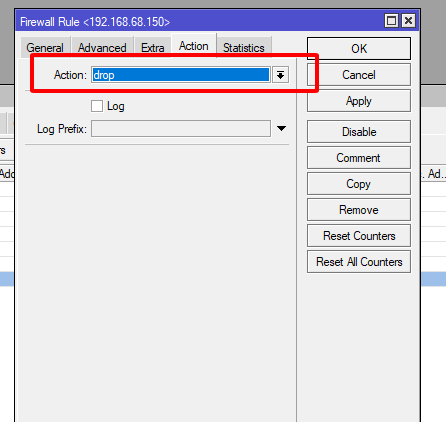 Firewall Rule <192.168.68.150>
General Advanced Extra Action Statistics
Action: drop
Log
Log Prefix:
OK
Cancel
Apply
Disable
Comment
Copy
Remove
Reset Counters
Reset All Counters
rs
Add
. Ad...